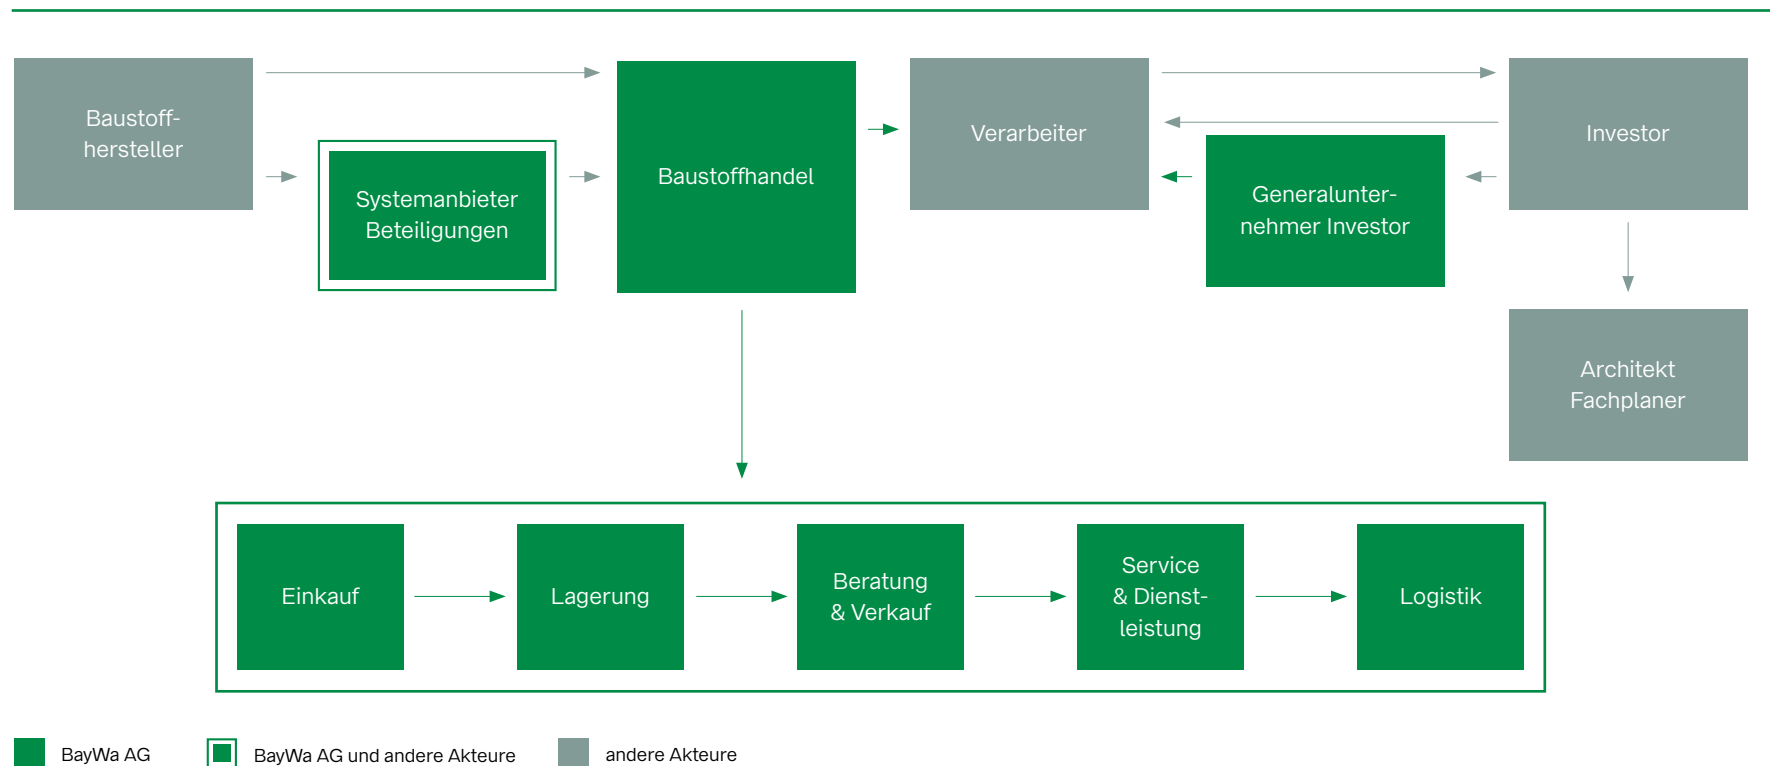 Baustoff-
hersteller
Systemanbieter
Beteiligungen
Baustoffhandel
Verarbeiter
Generalunter-
nehmer Investor
Investor
Architekt
Fachplaner
Einkauf
Lagerung
Beratung
& Verkauf
Service
& Dienst-
leistung
Logistik
BayWa AG
BayWa AG und andere Akteure
andere Akteure